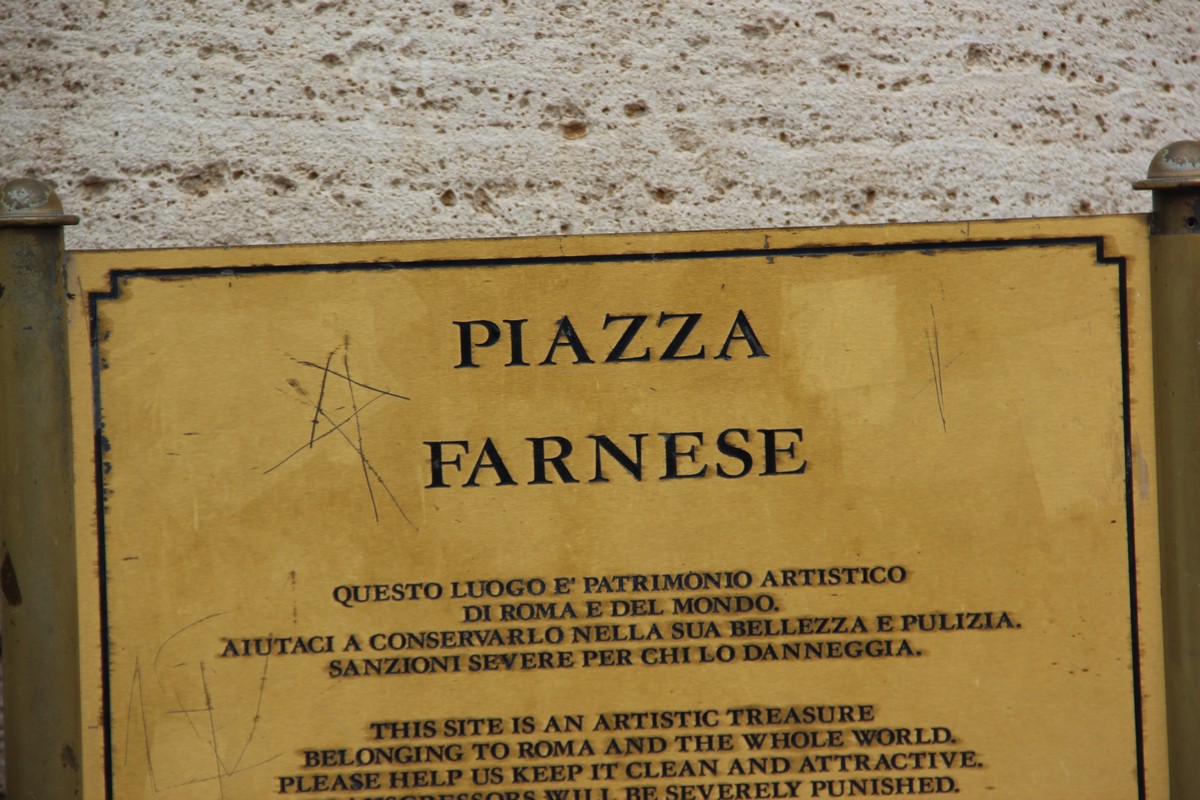 PIAZZA
FARNESE
QUESTO LUOGO E' PATRIMONIO ARTISTICO
DI ROMA E DEL MONDO.
AIUTACI A CONSERVARLO NELLA SUA BELLEZZA E PULIZIA.
SANZIONI SEVERE PER CHI LO DANNEGGIA.
THIS SITE IS AN ARTISTIC TREASURE
BELONGING TO ROMA AND THE WHOLE WORLD.
PLEASE HELP US KEEP IT CLEAN AND ATTRACTIVE.
WILL BE SEVERELY PUNISHED.